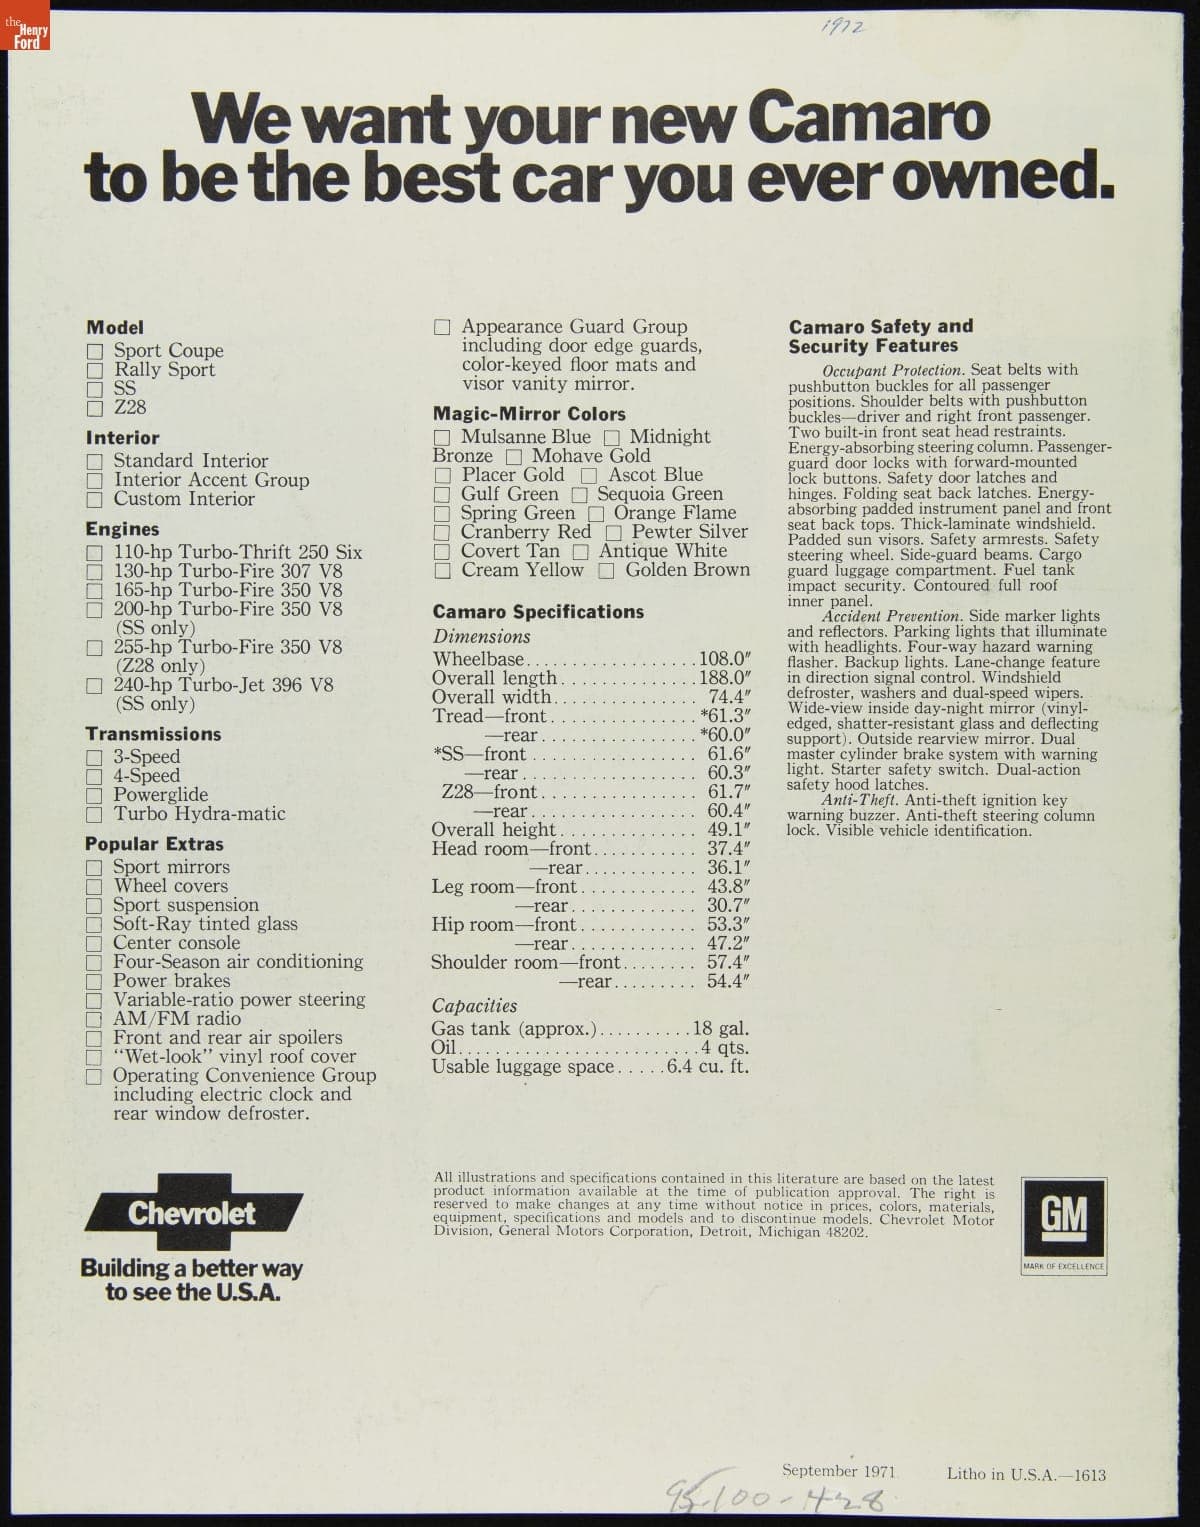 the
Henry
Ford
1972
We want your new Camaro
to be the best car you ever owned.
Model
☐ Sport Coupe
☐ Rally Sport
☐ SS
☐ Z28
Interior
☐ Standard Interior
☐ Interior Accent Group
☐ Custom Interior
Engines
☐ 110-hp Turbo-Thrift 250 Six
☐ 130-hp Turbo-Fire 307 V8
☐ 165-hp Turbo-Fire 350 V8
☐ 200-hp Turbo-Fire 350 V8
(SS only)
☐ 255-hp Turbo-Fire 350 V8
(Z28 only)
☐ 240-hp Turbo-Jet 396 V8
(SS only)
Transmissions
☐ 3-Speed
☐ 4-Speed
☐ Powerglide
☐ Turbo Hydra-matic
Popular Extras
☐ Sport mirrors
☐ Wheel covers
☐ Sport suspension
☐ Soft-Ray tinted glass
☐ Center console
☐ Four-Season air conditioning
☐ Power brakes
☐ Variable-ratio power steering
☐ AM/FM radio
☐ Front and rear air spoilers
☐ "Wet-look" vinyl roof cover
☐ Operating Convenience Group
including electric clock and
rear window defroster.
☐ Appearance Guard Group
including door edge guards,
color-keyed floor mats and
visor vanity mirror.
Magic-Mirror Colors
☐ Mulsanne Blue ☐ Midnight
Bronze ☐ Mohave Gold
☐ Placer Gold ☐ Ascot Blue
☐ Gulf Green ☐ Sequoia Green
☐ Spring Green ☐ Orange Flame
☐ Cranberry Red ☐ Pewter Silver
☐ Covert Tan ☐ Antique White
☐ Cream Yellow ☐ Golden Brown
Camaro Specifications
Dimensions
Wheelbase..................108.0″
Overall length..............188.0″
Overall width............... 74.4″
Tread—front...............*61.3″
—rear...............*60.0″
*SS—front................. 61.6″
—rear.................. 60.3″
Z28—front................ 61.7″
—rear.................. 60.4″
Overall height.............. 49.1″
Head room—front........... 37.4″
—rear............ 36.1″
Leg room—front............ 43.8″
—rear............. 30.7″
Hip room—front............ 53.3″
—rear............. 47.2″
Shoulder room—front........ 57.4″
—rear......... 54.4″
Capacities
Gas tank (approx.)..........18 gal.
Oil..........................4 qts.
Usable luggage space.....6.4 cu. ft.
Camaro Safety and
Security Features
Occupant Protection. Seat belts with
pushbutton buckles for all passenger
positions. Shoulder belts with pushbutton
buckles—driver and right front passenger.
Two built-in front seat head restraints.
Energy-absorbing steering column. Passenger-
guard door locks with forward-mounted
lock buttons. Safety door latches and
hinges. Folding seat back latches. Energy-
absorbing padded instrument panel and front
seat back tops. Thick-laminate windshield.
Padded sun visors. Safety armrests. Safety
steering wheel. Side-guard beams. Cargo
guard luggage compartment. Fuel tank
impact security. Contoured full roof
inner panel.
Accident Prevention. Side marker lights
and reflectors. Parking lights that illuminate
with headlights. Four-way hazard warning
flasher. Backup lights. Lane-change feature
in direction signal control. Windshield
defroster, washers and dual-speed wipers.
Wide-view inside day-night mirror (vinyl-
edged, shatter-resistant glass and deflecting
support). Outside rearview mirror. Dual
master cylinder brake system with warning
light. Starter safety switch. Dual-action
safety hood latches.
Anti-Theft. Anti-theft ignition key
warning buzzer. Anti-theft steering column
lock. Visible vehicle identification.
Chevrolet
Building a better way
to see the U.S.A.
All illustrations and specifications contained in this literature are based on the latest
product information available at the time of publication approval. The right is
reserved to make changes at any time without notice in prices, colors, materials,
equipment, specifications and models and to discontinue models. Chevrolet Motor
Division, General Motors Corporation, Detroit, Michigan 48202.
GM
MARK OF EXCELLENCE
September 1971 Litho in U.S.A.—1613
95-100-1428